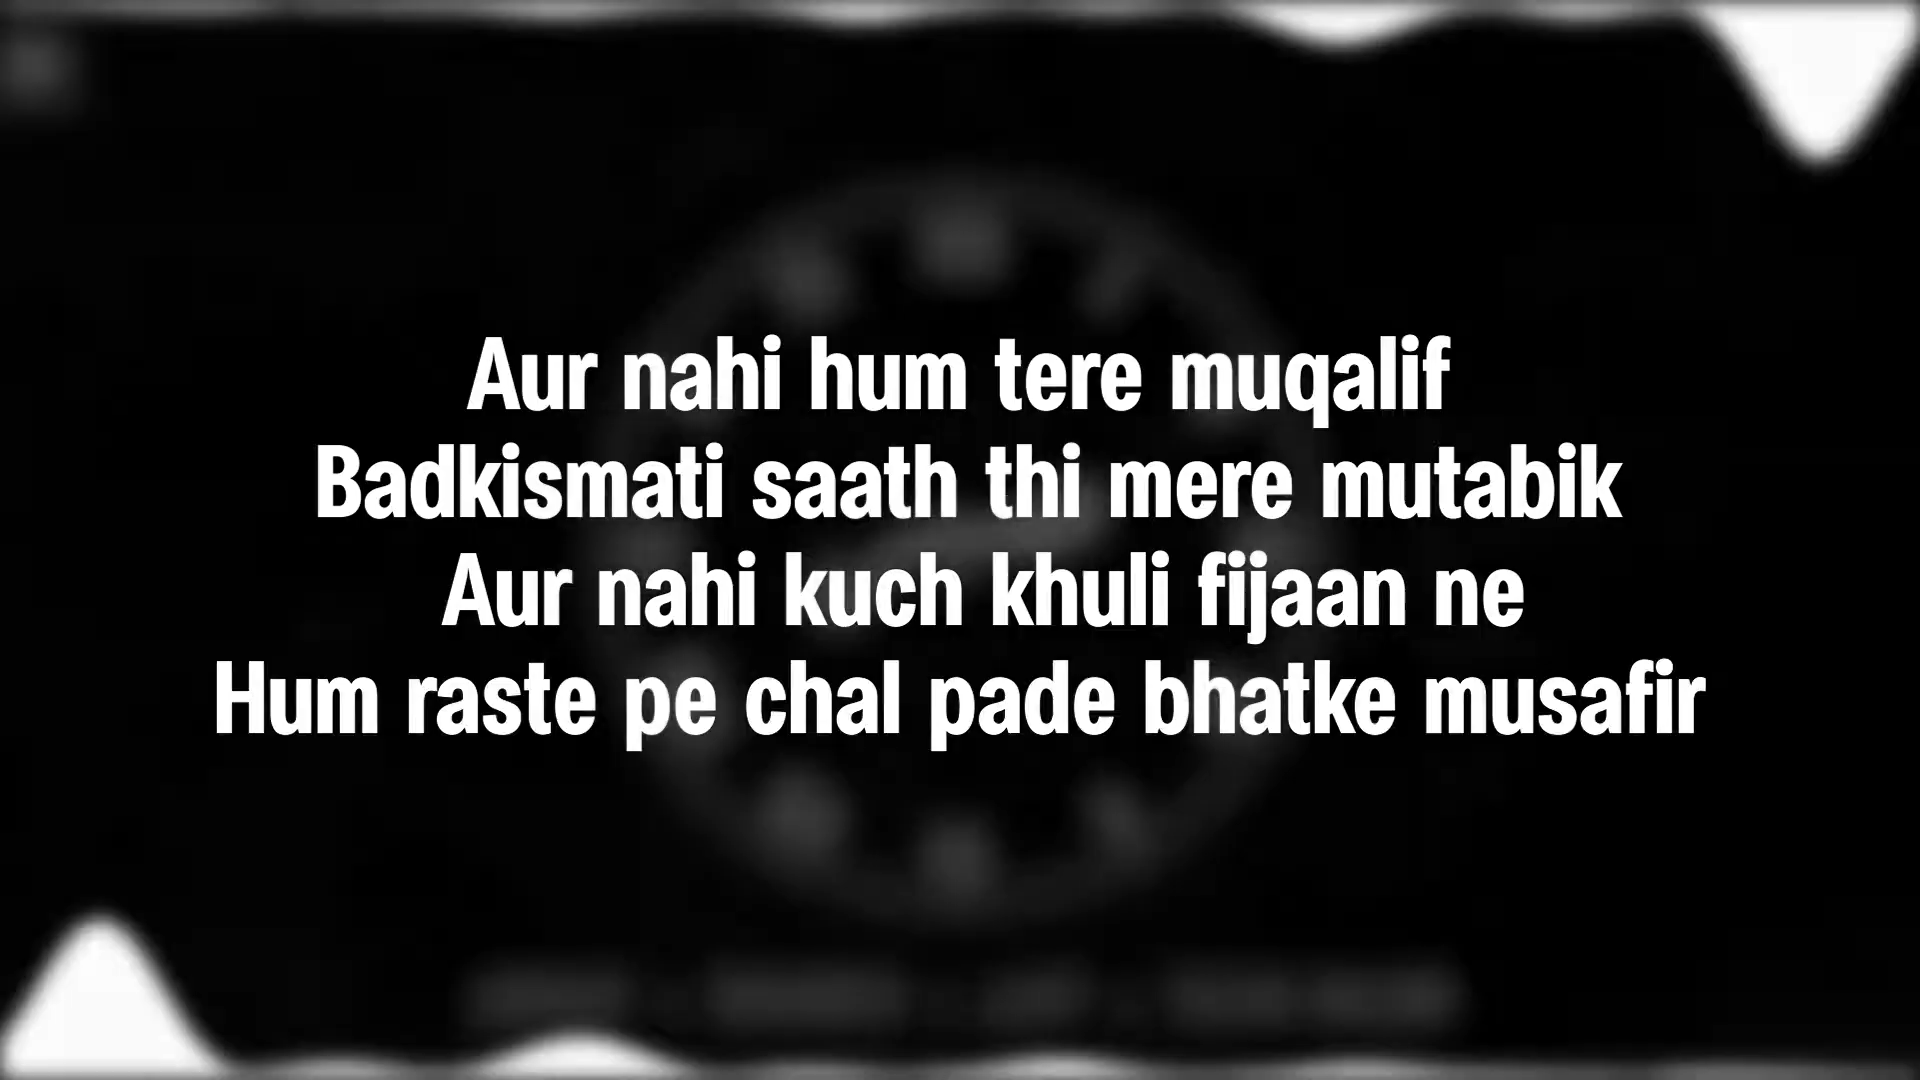 Aur nahi hum tere muqalif
Badkismati saath thi mere mutabik
Aur nahi kuch khuli fijaan ne
Hum raste pe chal pade bhatke musafir